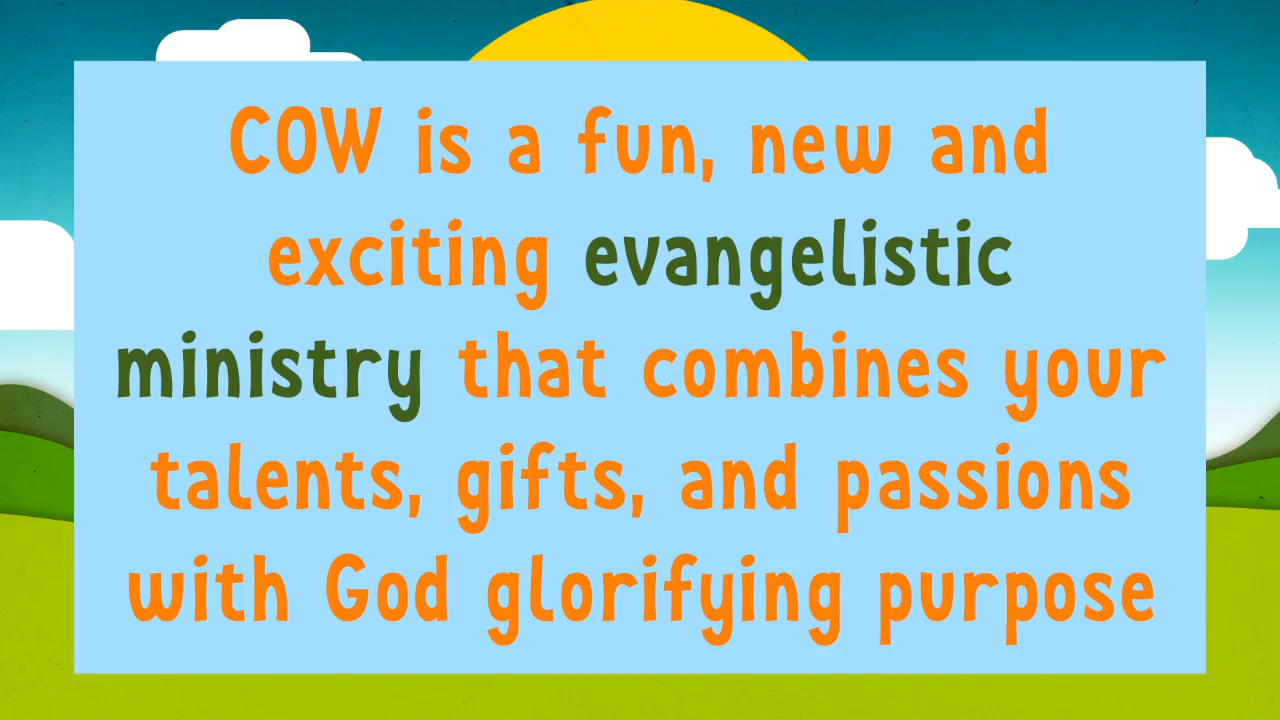 COW is a fun, new and
exciting evangelistic
ministry that combines your
talents, gifts, and passions
with God glorifying purpose